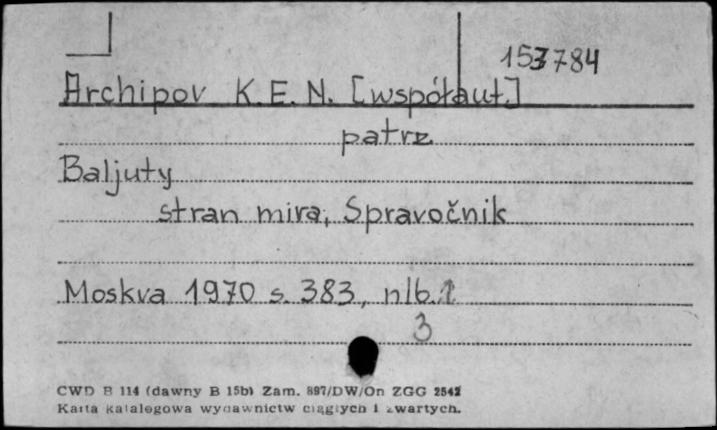 153784
Archipov K.E.N. [współaut.]
patrz
Baljuty
stran mira, Spravočnik
Moskva 1970 s. 383, nlb. 1
3
CWD B 114 (dawny B 15b) Zam. 897/DW/On ZGG 2542
Karta katalogowa wydawnictw ciągłych i zwartych.